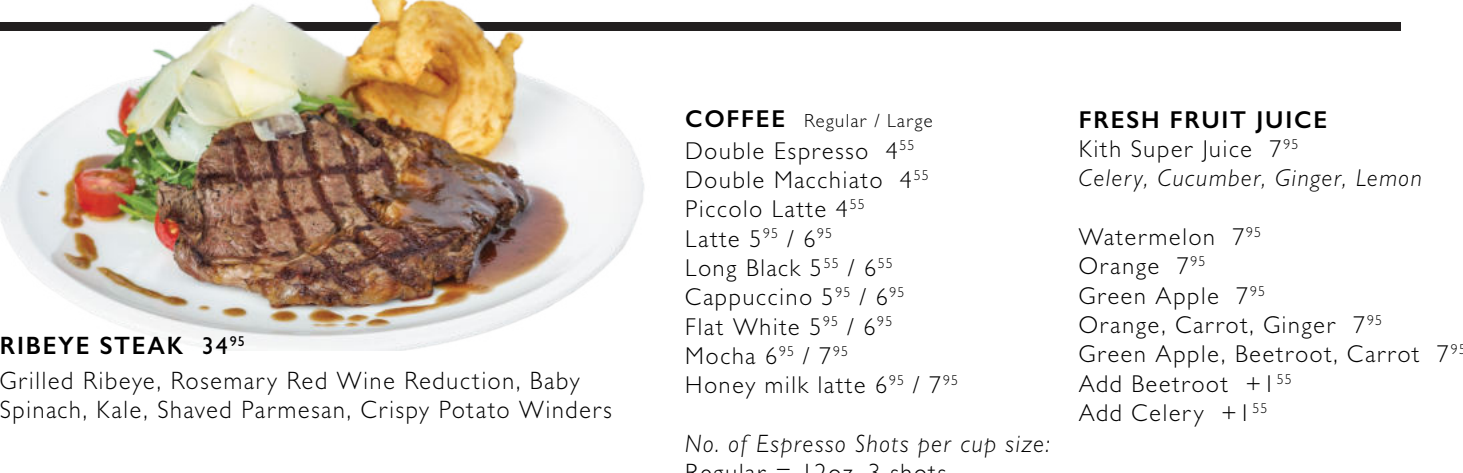 RIBEYE STEAK 34⁹⁵
Grilled Ribeye, Rosemary Red Wine Reduction, Baby
Spinach, Kale, Shaved Parmesan, Crispy Potato Winders
COFFEE Regular / Large
Double Espresso 4⁵⁵
Double Macchiato 4⁵⁵
Piccolo Latte 4⁵⁵
Latte 5⁹⁵ / 6⁹⁵
Long Black 5⁵⁵ / 6⁵⁵
Cappuccino 5⁹⁵ / 6⁹⁵
Flat White 5⁹⁵ / 6⁹⁵
Mocha 6⁹⁵ / 7⁹⁵
Honey milk latte 6⁹⁵ / 7⁹⁵
No. of Espresso Shots per cup size:
Regular = 12oz, 3 shots
FRESH FRUIT JUICE
Kith Super Juice 7⁹⁵
Celery, Cucumber, Ginger, Lemon
Watermelon 7⁹⁵
Orange 7⁹⁵
Green Apple 7⁹⁵
Orange, Carrot, Ginger 7⁹⁵
Green Apple, Beetroot, Carrot 7⁹⁵
Add Beetroot +1⁵⁵
Add Celery +1⁵⁵